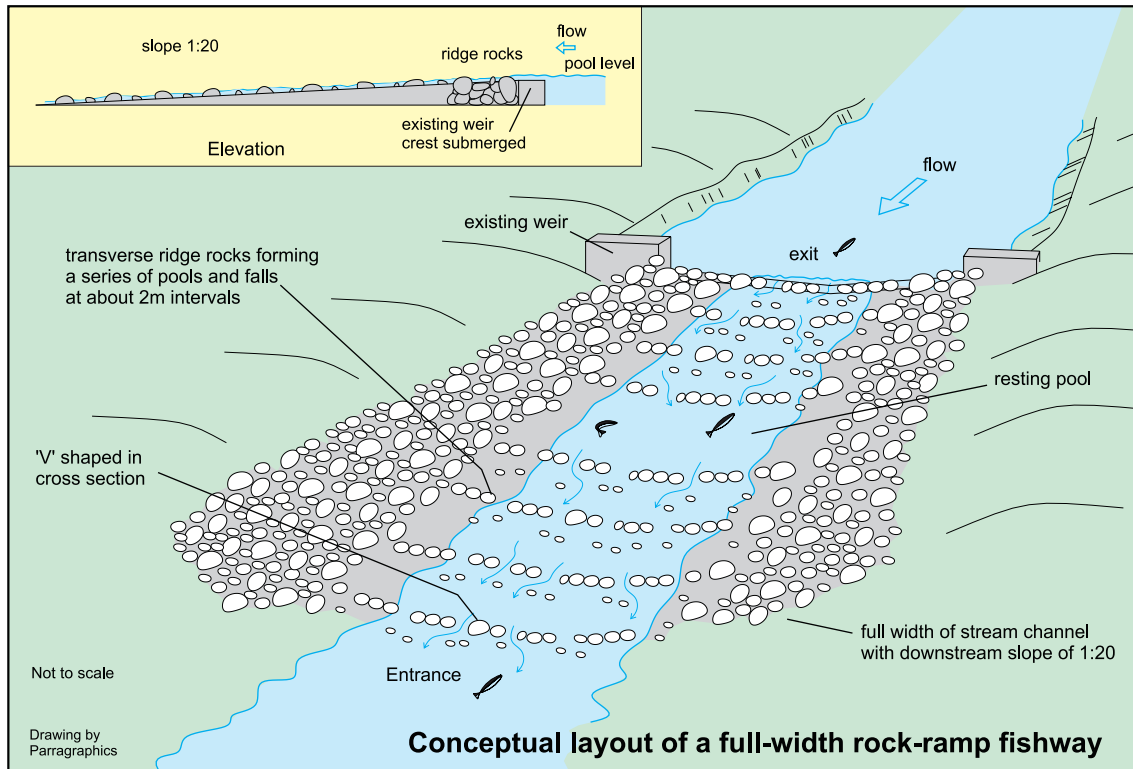 slope 1:20
flow
ridge rocks
pool level
existing weir
crest submerged
Elevation
flow
existing weir
exit
transverse ridge rocks forming
a series of pools and falls
at about 2m intervals
resting pool
'V' shaped in
cross section
full width of stream channel
with downstream slope of 1:20
Not to scale
Entrance
Drawing by
Parragraphics
Conceptual layout of a full-width rock-ramp fishway